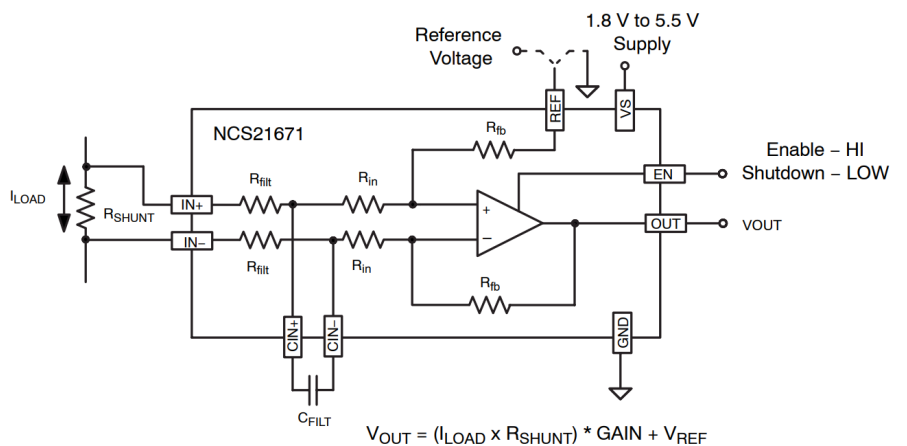 1.8 V to 5.5 V
Supply
Reference
Voltage
REF
VS
NCS21671
Rfb
Enable – HI
Shutdown – LOW
EN
ILOAD
RSHUNT
IN+
Rfilt
Rin
+
OUT
VOUT
IN–
Rfilt
Rin
–
Rfb
CIN+
CIN–
GND
CFILT
VOUT = (ILOAD x RSHUNT) * GAIN + VREF